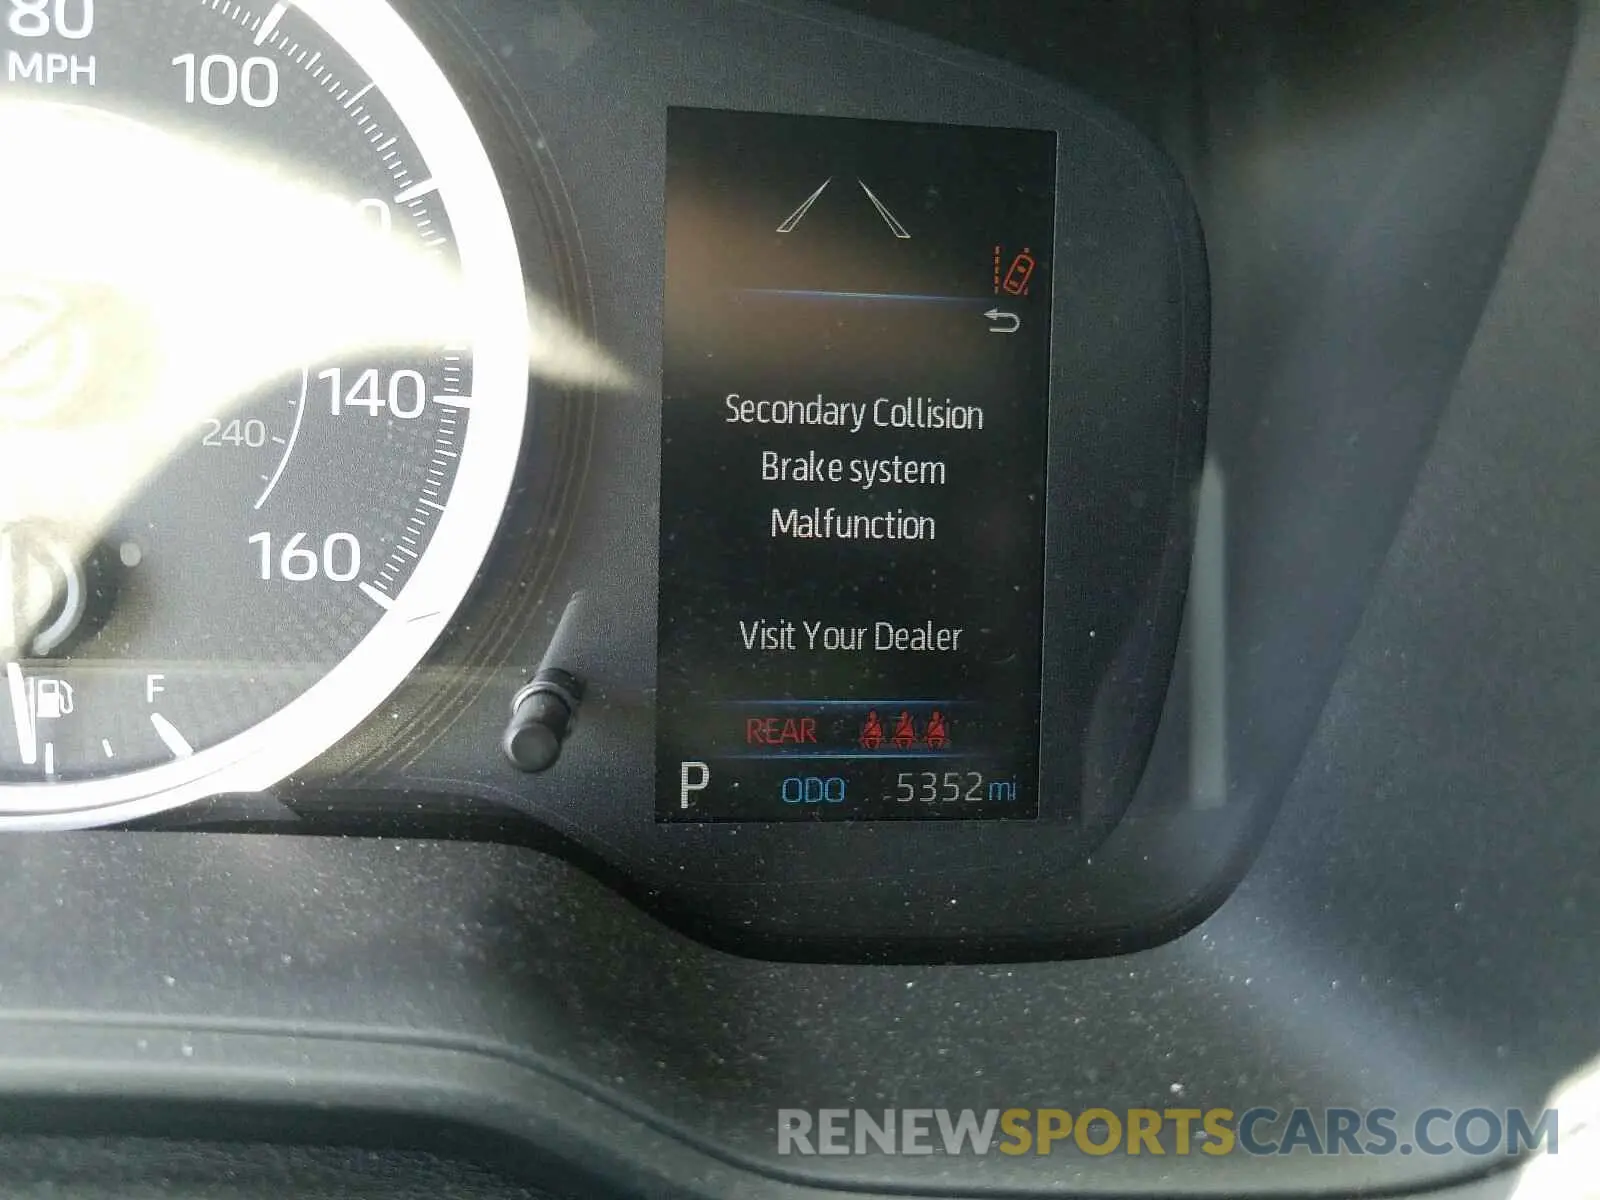 80
MPH
100
140
240
160
F
Secondary Collision
Brake system
Malfunction
Visit Your Dealer
REAR
P ODO 5352 mi
RENEWSPORTSCARS.COM